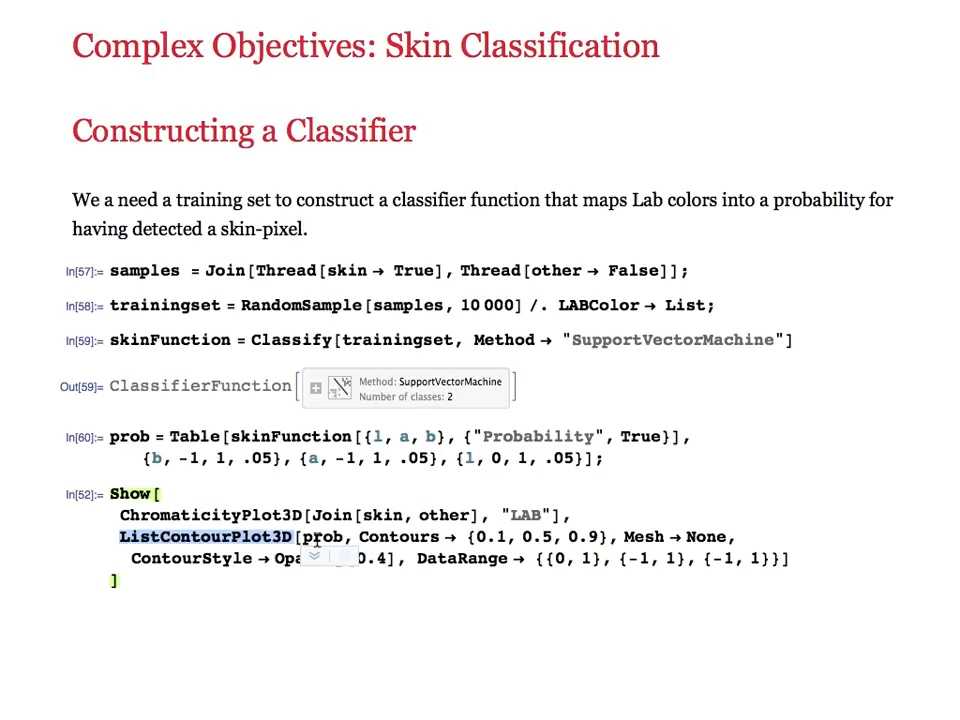 Complex Objectives: Skin Classification
Constructing a Classifier
We a need a training set to construct a classifier function that maps Lab colors into a probability for
having detected a skin-pixel.
In[57]:= samples = Join[Thread[skin → True], Thread[other → False]];
In[58]:= trainingset = RandomSample[samples, 10 000] /. LABColor → List;
In[59]:= skinFunction = Classify[trainingset, Method → "SupportVectorMachine"]
Out[59]= ClassifierFunction[
Method: SupportVectorMachine
Number of classes: 2
]
In[60]:= prob = Table[skinFunction[{l, a, b}, {"Probability", True}],
{b, -1, 1, .05}, {a, -1, 1, .05}, {l, 0, 1, .05}];
In[52]:= Show[
ChromaticityPlot3D[Join[skin, other], "LAB"],
ListContourPlot3D[prob, Contours → {0.1, 0.5, 0.9}, Mesh → None,
ContourStyle → 0.4], DataRange → {{0, 1}, {-1, 1}, {-1, 1}}]
]